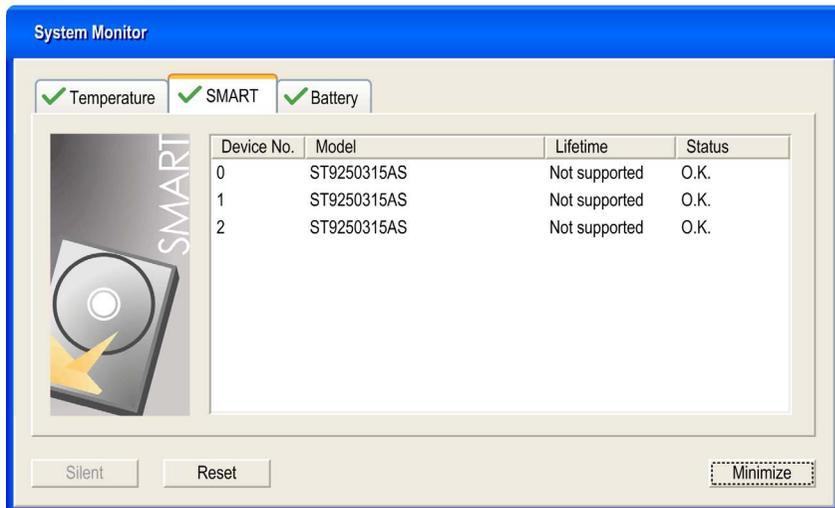 System Monitor
Temperature SMART Battery
SMART
Device No. Model Lifetime Status
0 ST9250315AS Not supported O.K.
1 ST9250315AS Not supported O.K.
2 ST9250315AS Not supported O.K.
Silent Reset Minimize